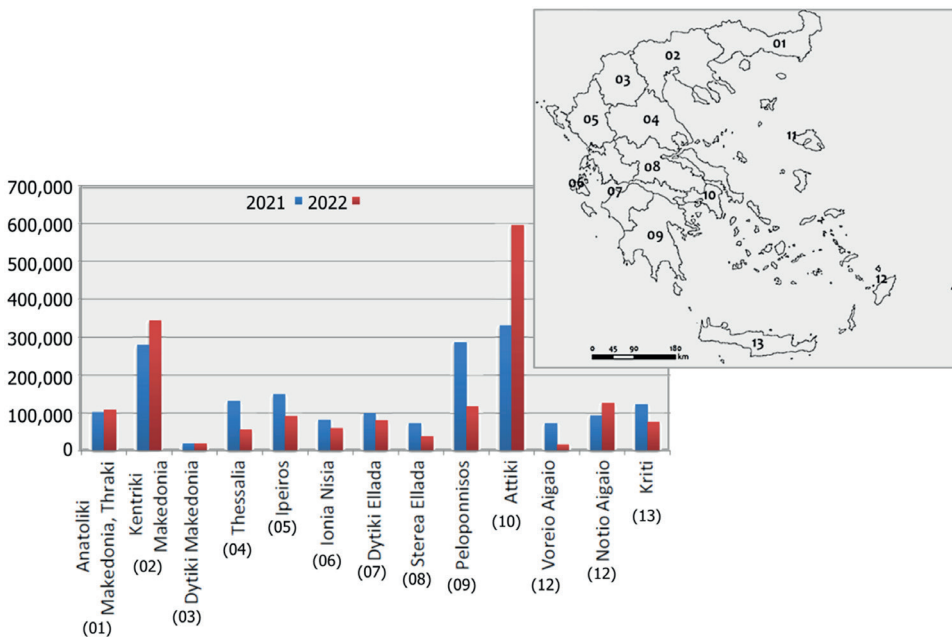 01
02
03
04
05
06
07
08
09
10
11
12
13
0 45 90 180
km
2021 2022
700,000
600,000
500,000
400,000
300,000
200,000
100,000
0
Anatoliki
Makedonia, Thraki
(01)
Kentriki
Makedonia
(02)
Dytiki Makedonia
(03)
Thessalia
(04)
Ipeiros
(05)
Ionia Nisia
(06)
Dytiki Ellada
(07)
Sterea Ellada
(08)
Peloponnisos
(09)
Attiki
(10)
Voreio Aigaio
(12)
Notio Aigaio
(12)
Kriti
(13)